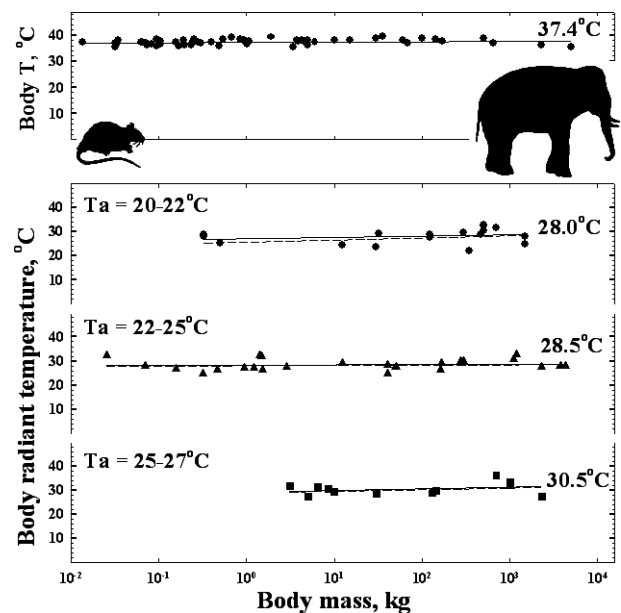 Body T, °C
40
30
20
10
37.4°C
Body radiant temperature, °C
Ta = 20-22°C
40
30
20
10
28.0°C
Ta = 22-25°C
40
30
20
10
28.5°C
Ta = 25-27°C
40
30
20
10
30.5°C
10⁻² 10⁻¹ 10⁰ 10¹ 10² 10³ 10⁴
Body mass, kg